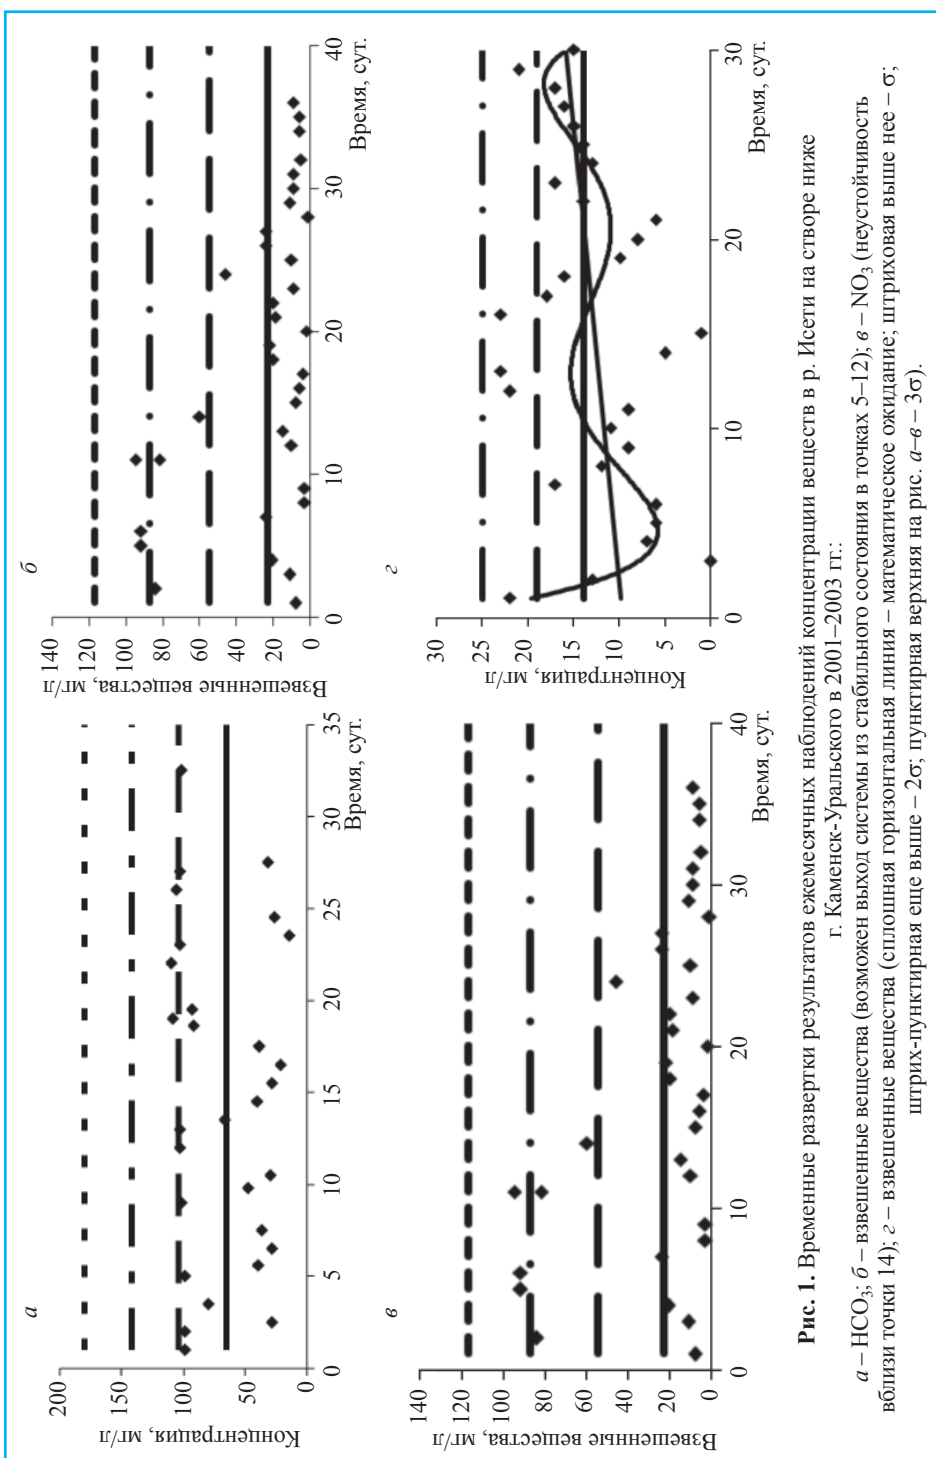 а
Концентрация, мг/л
200
150
100
50
0
0 5 10 15 20 25 30 35
Время, сут.
б
Взвешенные вещества, мг/л
140
120
100
80
60
40
20
0
0 10 20 30 40
Время, сут.
в
Взвешенные вещества, мг/л
140
120
100
80
60
40
20
0
0 10 20 30 40
Время, сут.
г
Концентрация, мг/л
30
25
20
15
10
5
0
0 10 20 30
Время, сут.
Рис. 1. Временные развертки результатов ежемесячных наблюдений концентрации веществ в р. Исети на створе ниже
г. Каменск-Уральского в 2001–2003 гг.:
а – HCO₃; б – взвешенные вещества (возможен выход системы из стабильного состояния в точках 5–12); в – NO₃ (неустойчивость
вблизи точки 14); г – взвешенные вещества (сплошная горизонтальная линия – математическое ожидание; штриховая выше нее – σ;
штрих-пунктирная еще выше – 2σ; пунктирная верхняя на рис. а–в – 3σ).